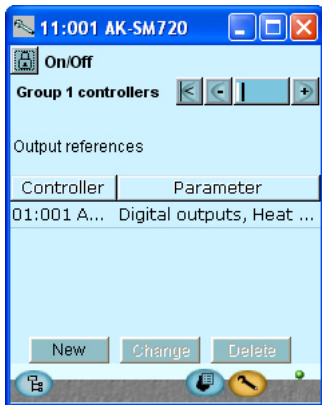 11:001 AK-SM720
On/Off
Group 1 controllers
Output references
Controller Parameter
01:001 A... Digital outputs, Heat ...
New Change Delete